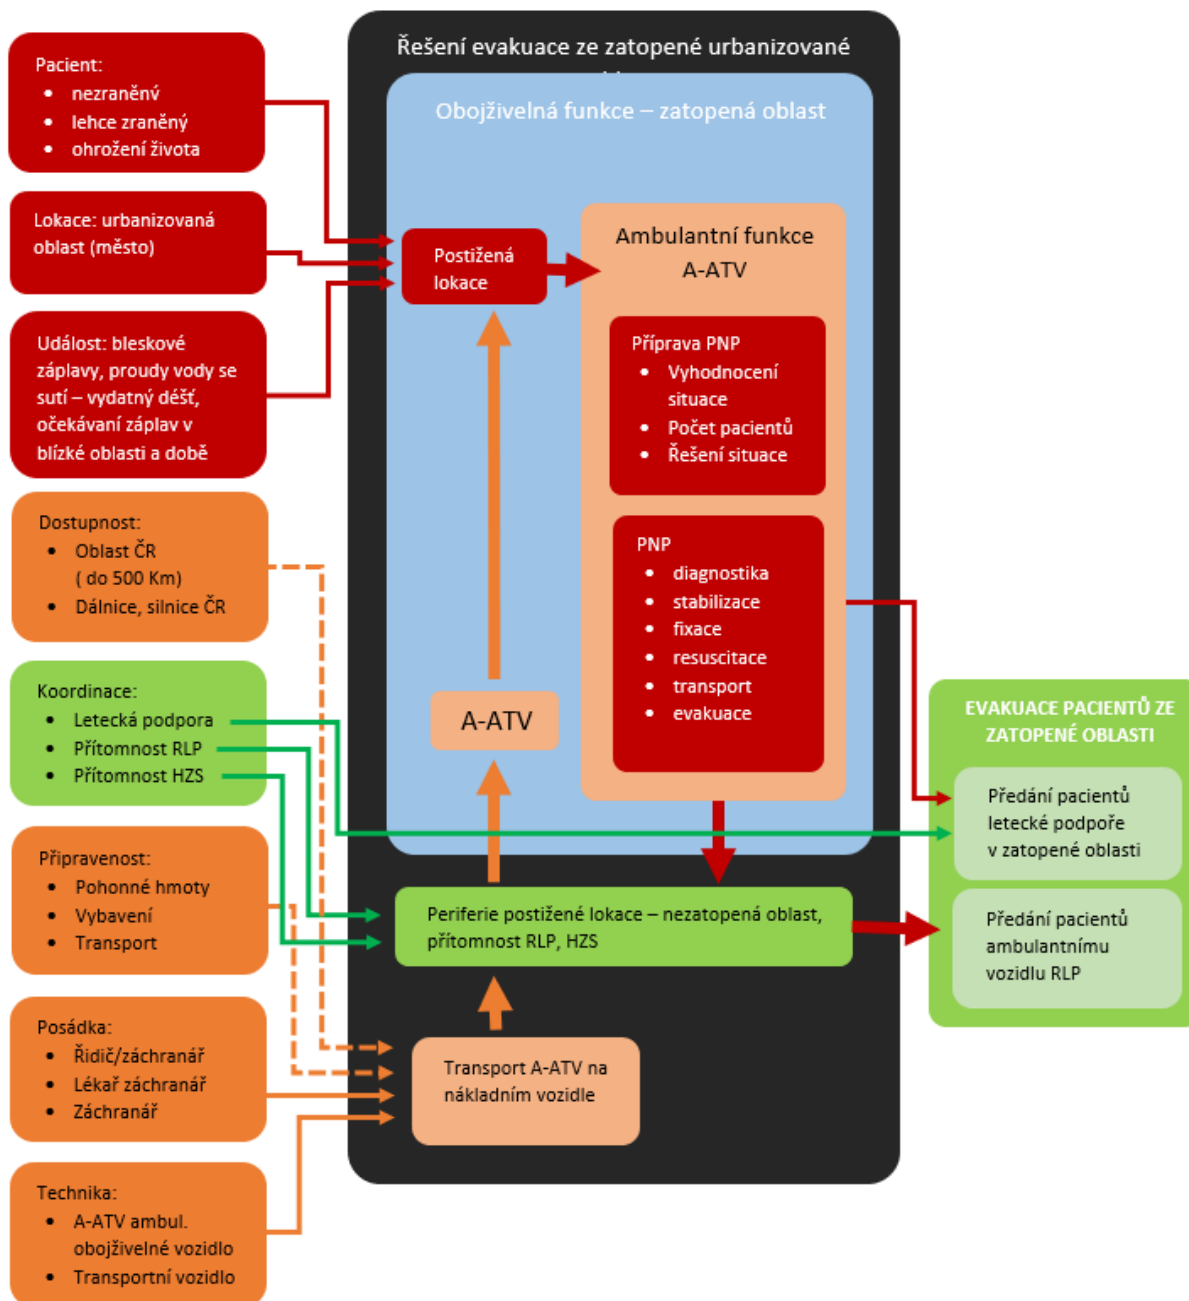 Řešení evakuace ze zatopené urbanizované
Obojživelná funkce – zatopená oblast
Pacient:
• nezraněný
• lehce zraněný
• ohrožení života
Lokace: urbanizovaná
oblast (město)
Událost: bleskové
záplavy, proudy vody se
sutí – vydatný déšť,
očekávaní záplav v
blízké oblasti a době
Dostupnost:
• Oblast ČR
( do 500 Km)
• Dálnice, silnice ČR
Koordinace:
• Letecká podpora
• Přítomnost RLP
• Přítomnost HZS
Připravenost:
• Pohonné hmoty
• Vybavení
• Transport
Posádka:
• Řidič/záchranář
• Lékař záchranář
• Záchranář
Technika:
• A-ATV ambul.
obojživelné vozidlo
• Transportní vozidlo
Postižená
lokace
Ambulantní funkce
A-ATV
Příprava PNP
• Vyhodnocení
situace
• Počet pacientů
• Řešení situace
PNP
• diagnostika
• stabilizace
• fixace
• resuscitace
• transport
• evakuace
A-ATV
Periferie postižené lokace – nezatopená oblast,
přítomnost RLP, HZS
Transport A-ATV na
nákladním vozidle
EVAKUACE PACIENTŮ ZE
ZATOPENÉ OBLASTI
Předání pacientů
letecké podpoře
v zatopené oblasti
Předání pacientů
ambulantnímu
vozidlu RLP